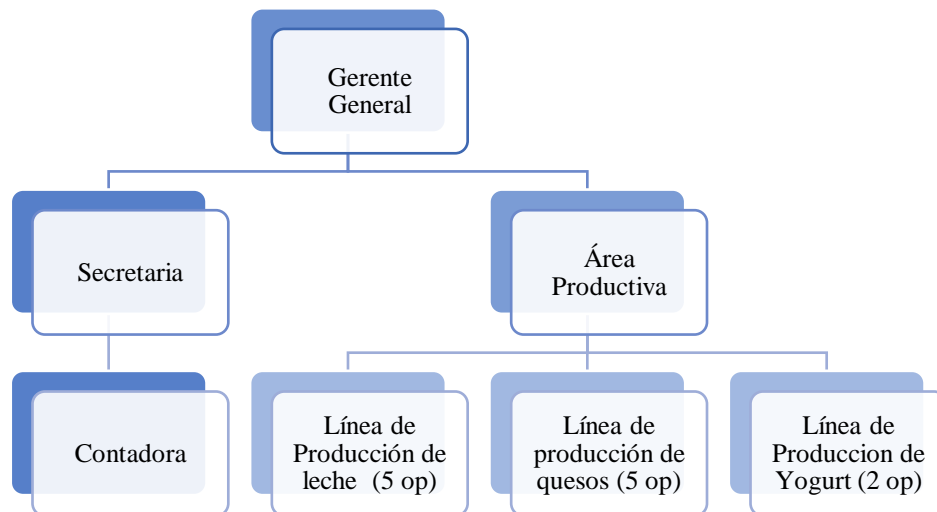 Gerente
General
Secretaria
Área
Productiva
Contadora
Línea de
Producción de
leche (5 op)
Línea de
producción de
quesos (5 op)
Línea de
Produccion de
Yogurt (2 op)